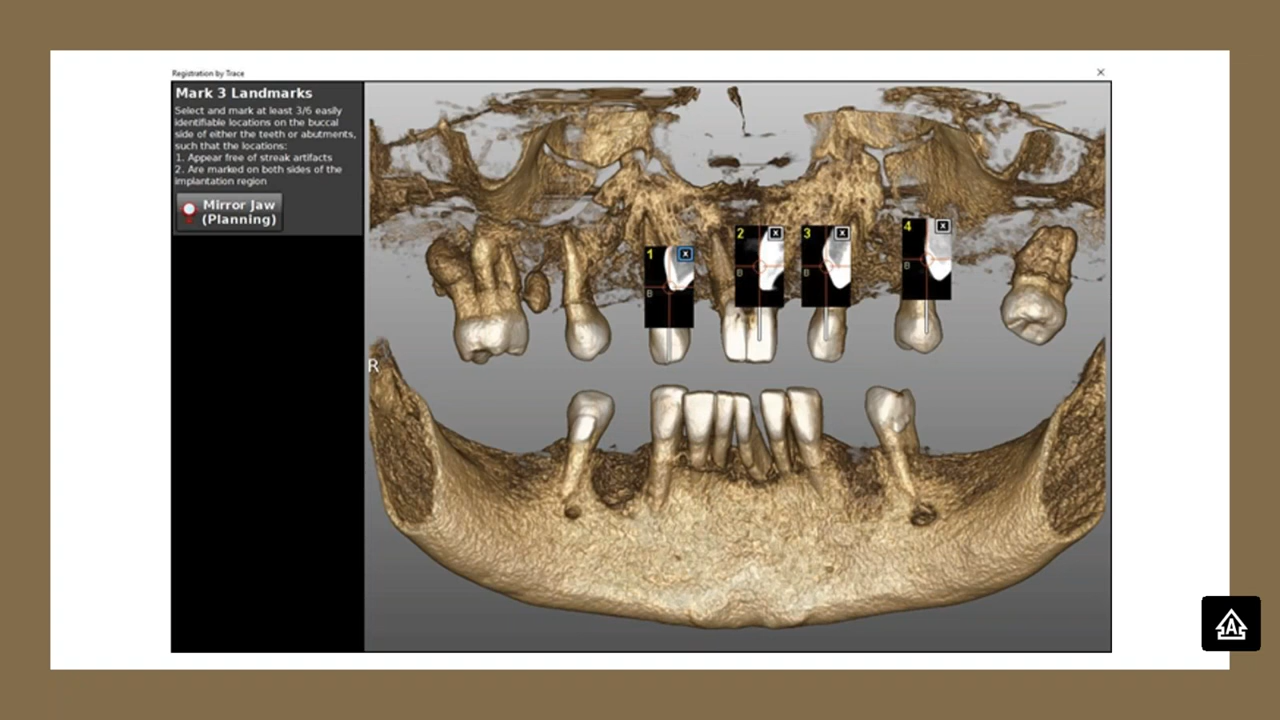 Registration by Trace
Mark 3 Landmarks
Select and mark at least 3/6 easily
identifiable locations on the buccal
side of either the teeth or abutments,
such that the locations:
1. Appear free of streak artifacts
2. Are marked on both sides of the
implantation region
Mirror Jaw
(Planning)
1 x
B
2 x
B
3 x
B
4 x
B
R
A